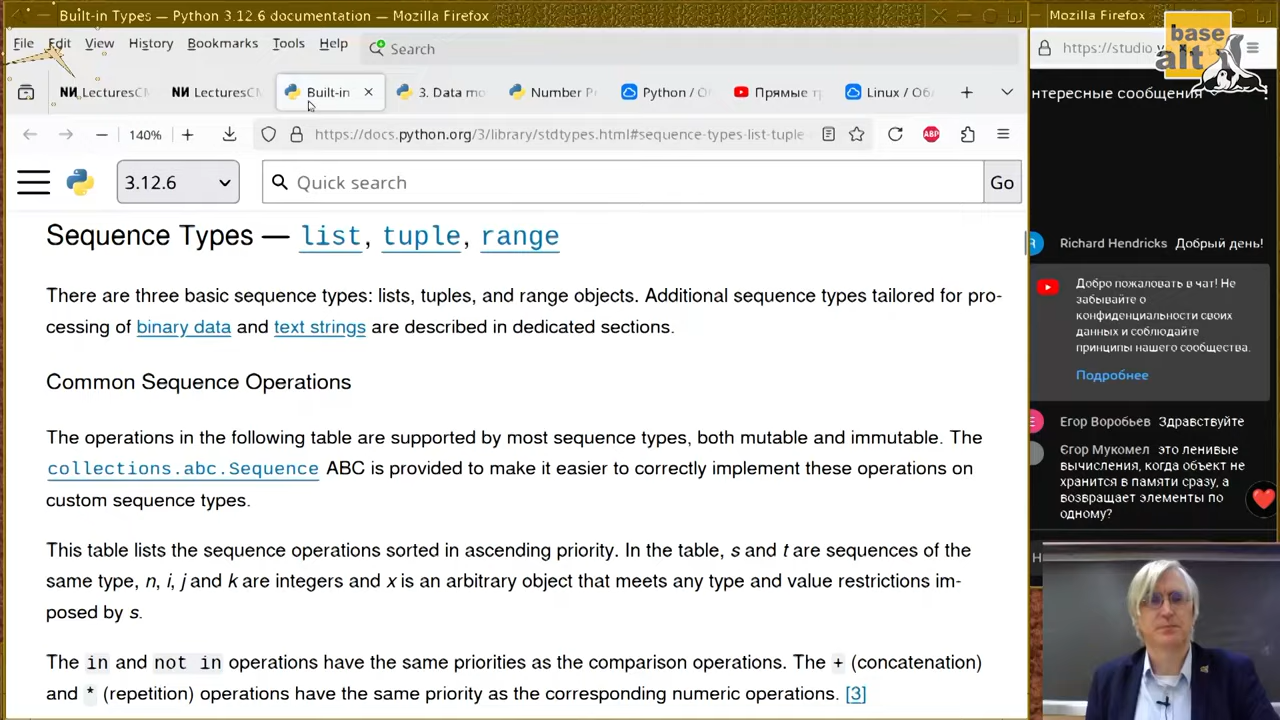 Built-in Types — Python 3.12.6 documentation — Mozilla Firefox
File Edit View History Bookmarks Tools Help
Search
LecturesCM
LecturesCM
Built-in
3. Data mo
Number Pr
Python / О
Прямые тр
Linux / Об
140%
https://docs.python.org/3/library/stdtypes.html#sequence-types-list-tuple
ABP
3.12.6
Quick search
Go
Sequence Types — list, tuple, range
There are three basic sequence types: lists, tuples, and range objects. Additional sequence types tailored for pro-
cessing of binary data and text strings are described in dedicated sections.
Common Sequence Operations
The operations in the following table are supported by most sequence types, both mutable and immutable. The
collections.abc.Sequence ABC is provided to make it easier to correctly implement these operations on
custom sequence types.
This table lists the sequence operations sorted in ascending priority. In the table, s and t are sequences of the
same type, n, i, j and k are integers and x is an arbitrary object that meets any type and value restrictions im-
posed by s.
The in and not in operations have the same priorities as the comparison operations. The + (concatenation)
and * (repetition) operations have the same priority as the corresponding numeric operations. [3]
Mozilla Firefox
base
alt
https://studio.y
нтересные сообщения
Richard Hendricks Добрый день!
Добро пожаловать в чат! Не
забывайте о
конфиденциальности своих
данных и соблюдайте
принципы нашего сообщества.
Подробнее
Егор Воробьев Здравствуйте
Єгор Мукомел это ленивые
вычисления, когда объект не
хранится в памяти сразу, а
возвращает элементы по
одному?